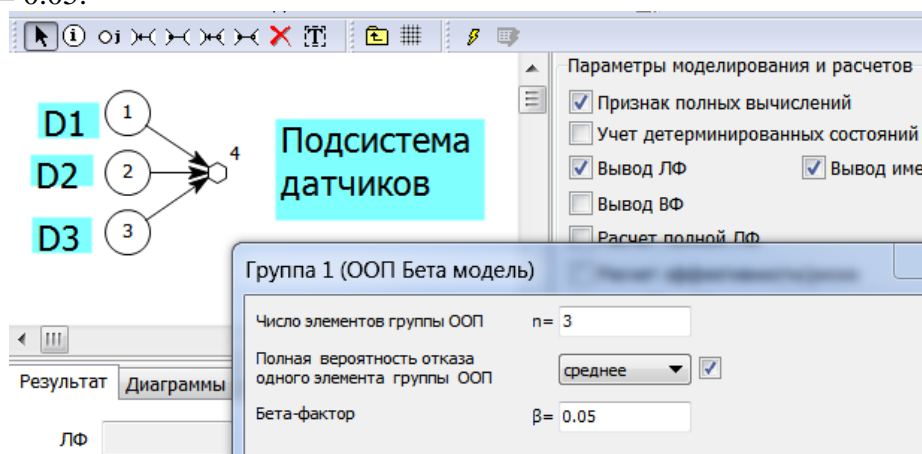 = 0.05.
Параметры моделирования и расчетов
Признак полных вычислений
Учет детерминированных состояний
Вывод ЛФ Вывод име
Вывод ВФ
Расчет полной ЛФ
D1 1
D2 2
D3 3
4
Подсистема
датчиков
Группа 1 (ООП Бета модель)
Число элементов группы ООП n= 3
Полная вероятность отказа
одного элемента группы ООП среднее
Бета-фактор β= 0.05
Результат Диаграммы
ЛФ